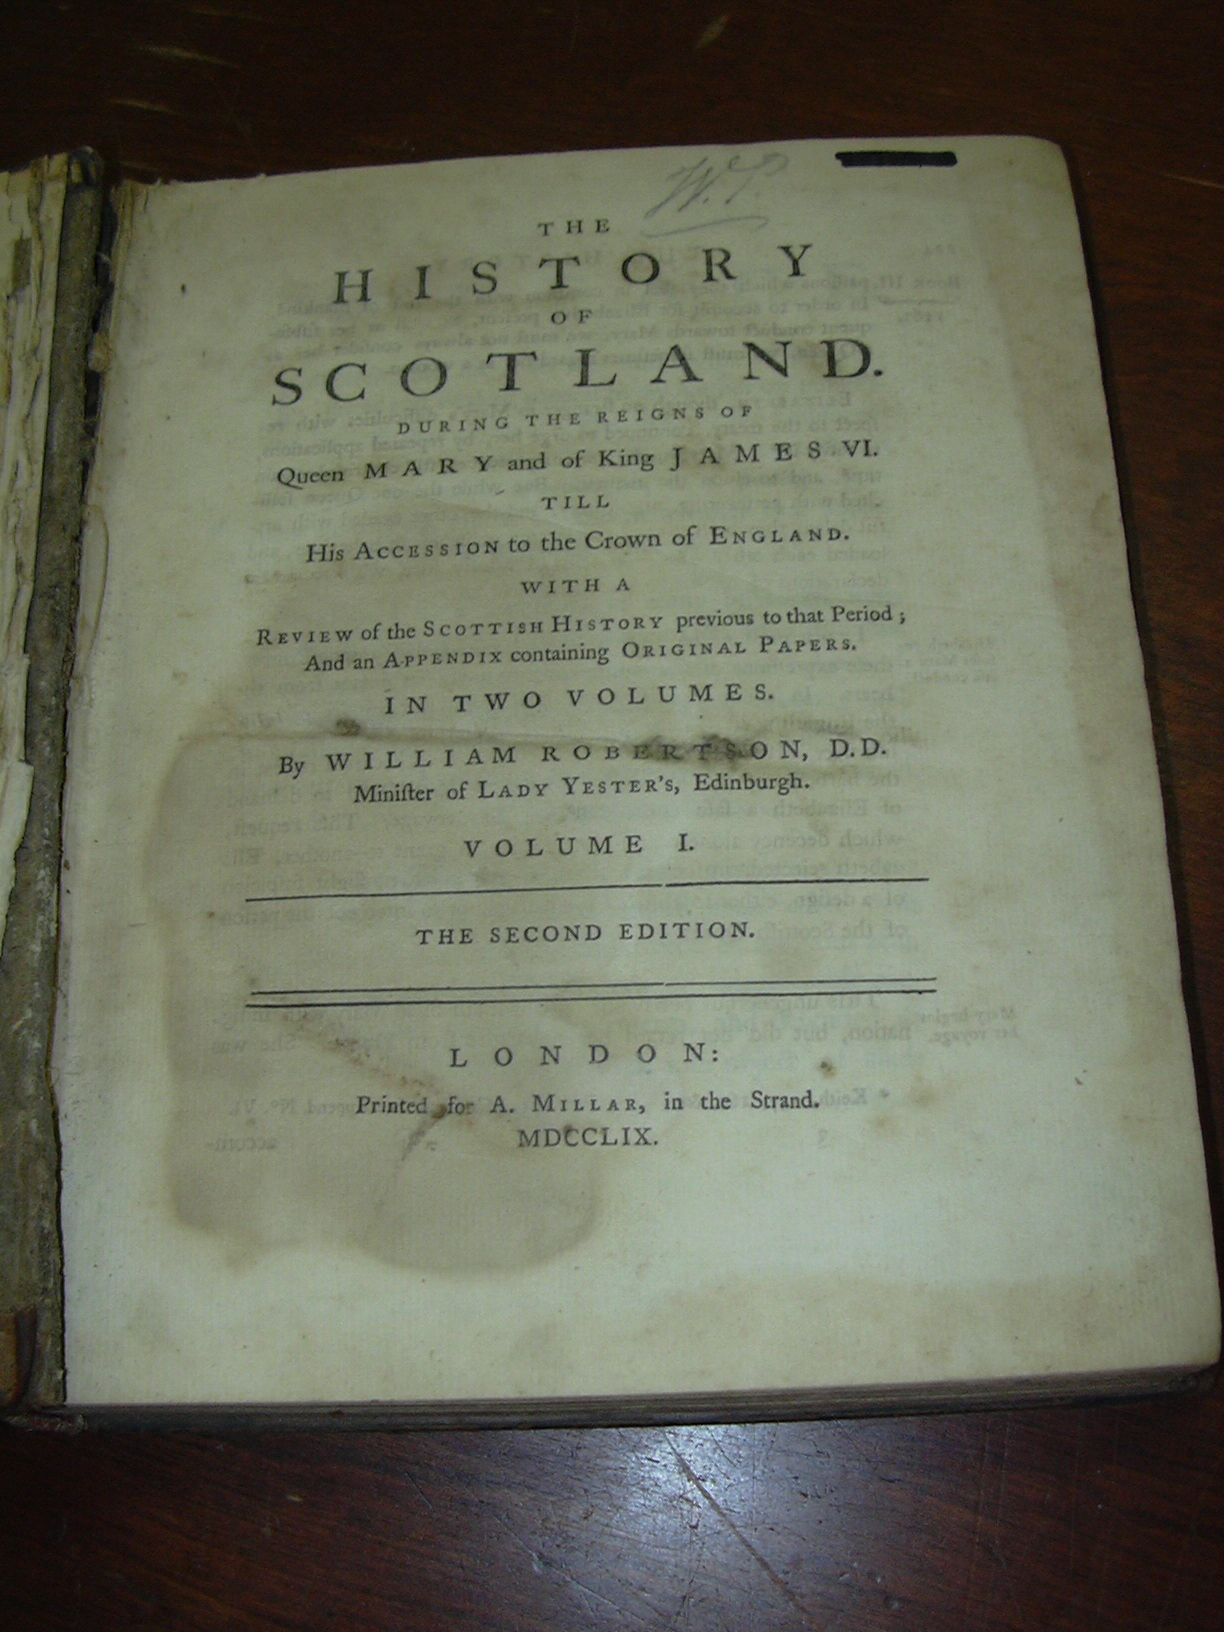 W.P.
THE
HISTORY
OF
SCOTLAND.
DURING THE REIGNS OF
Queen MARY and of King JAMES VI.
TILL
His ACCESSION to the Crown of ENGLAND.
WITH A
REVIEW of the SCOTTISH HISTORY previous to that Period;
And an APPENDIX containing ORIGINAL PAPERS.
IN TWO VOLUMES.
By WILLIAM ROBERTSON, D.D.
Miniſter of LADY YESTER'S, Edinburgh.
VOLUME I.
THE SECOND EDITION.
LONDON:
Printed for A. MILLAR, in the Strand.
MDCCLIX.